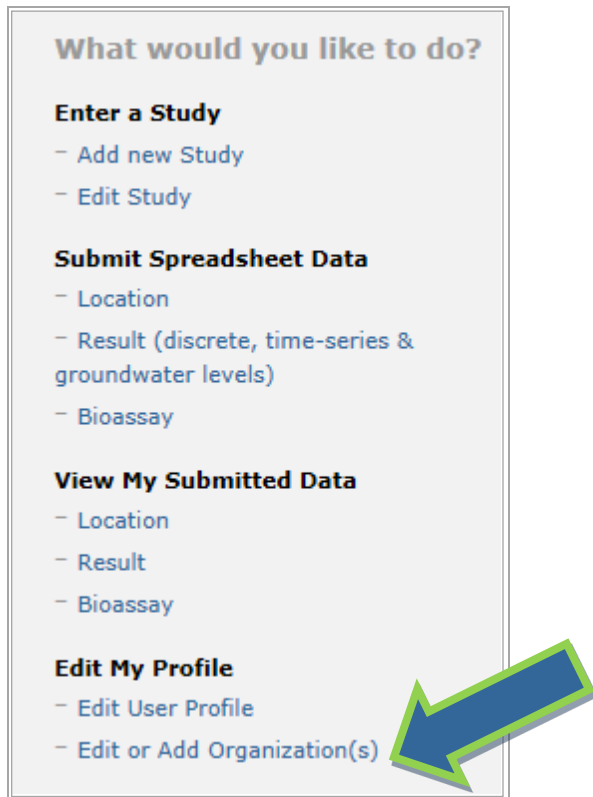 What would you like to do?
Enter a Study
– Add new Study
– Edit Study
Submit Spreadsheet Data
– Location
– Result (discrete, time-series &
groundwater levels)
– Bioassay
View My Submitted Data
– Location
– Result
– Bioassay
Edit My Profile
– Edit User Profile
– Edit or Add Organization(s)